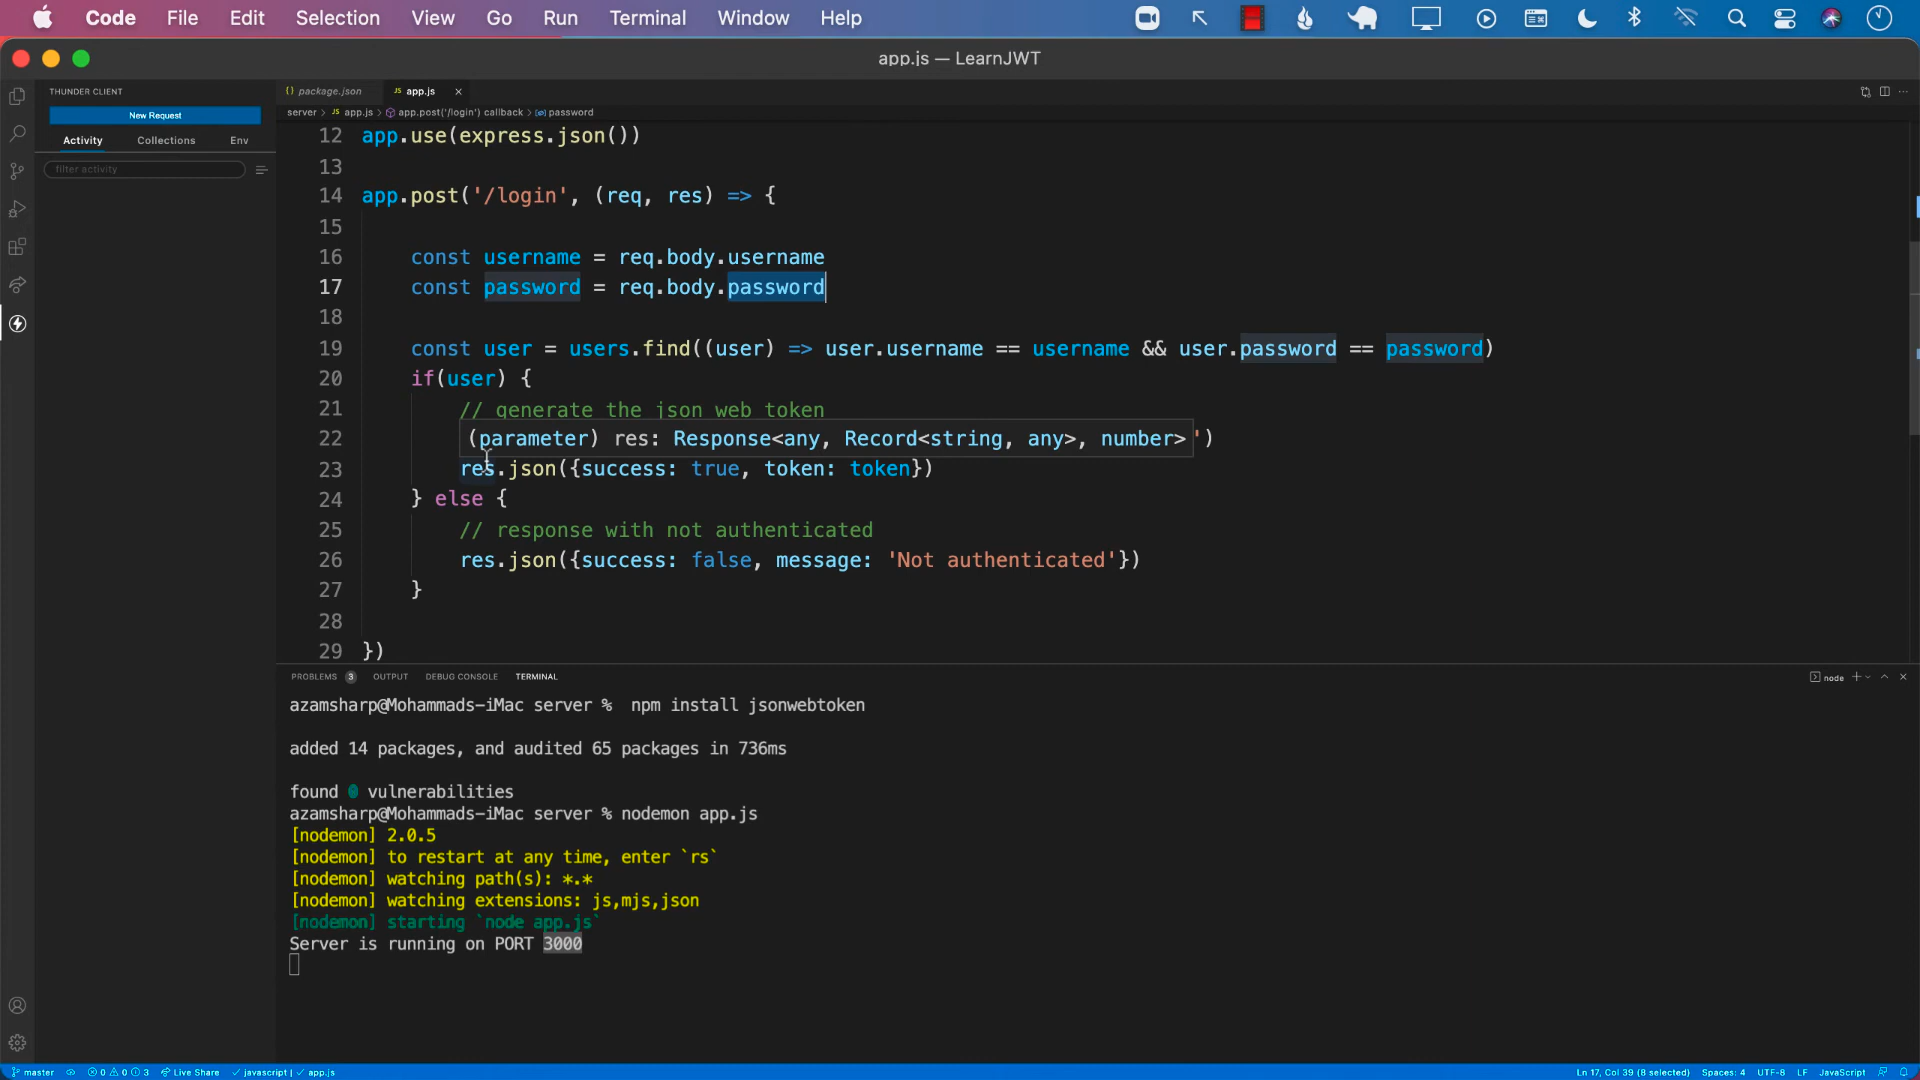 Code File Edit Selection View Go Run Terminal Window Help
app.js — LearnJWT
THUNDER CLIENT
New Request
Activity Collections Env
filter activity
package.json
JS app.js
server > JS app.js > app.post('/login') callback > password
12 app.use(express.json())
13
14 app.post('/login', (req, res) => {
15
16 const username = req.body.username
17 const password = req.body.password
18
19 const user = users.find((user) => user.username == username && user.password == password)
20 if(user) {
21 // generate the json web token
22 (parameter) res: Response<any, Record<string, any>, number> ')
23 res.json({success: true, token: token})
24 } else {
25 // response with not authenticated
26 res.json({success: false, message: 'Not authenticated'})
27 }
28
29 })
PROBLEMS 3 OUTPUT DEBUG CONSOLE TERMINAL
node
azamsharp@Mohammads-iMac server % npm install jsonwebtoken
added 14 packages, and audited 65 packages in 736ms
found 0 vulnerabilities
azamsharp@Mohammads-iMac server % nodemon app.js
[nodemon] 2.0.5
[nodemon] to restart at any time, enter `rs`
[nodemon] watching path(s): *.*
[nodemon] watching extensions: js,mjs,json
[nodemon] starting `node app.js`
Server is running on PORT 3000
master 0 0 3 Live Share javascript | app.js
Ln 17, Col 39 (8 selected) Spaces: 4 UTF-8 LF JavaScript